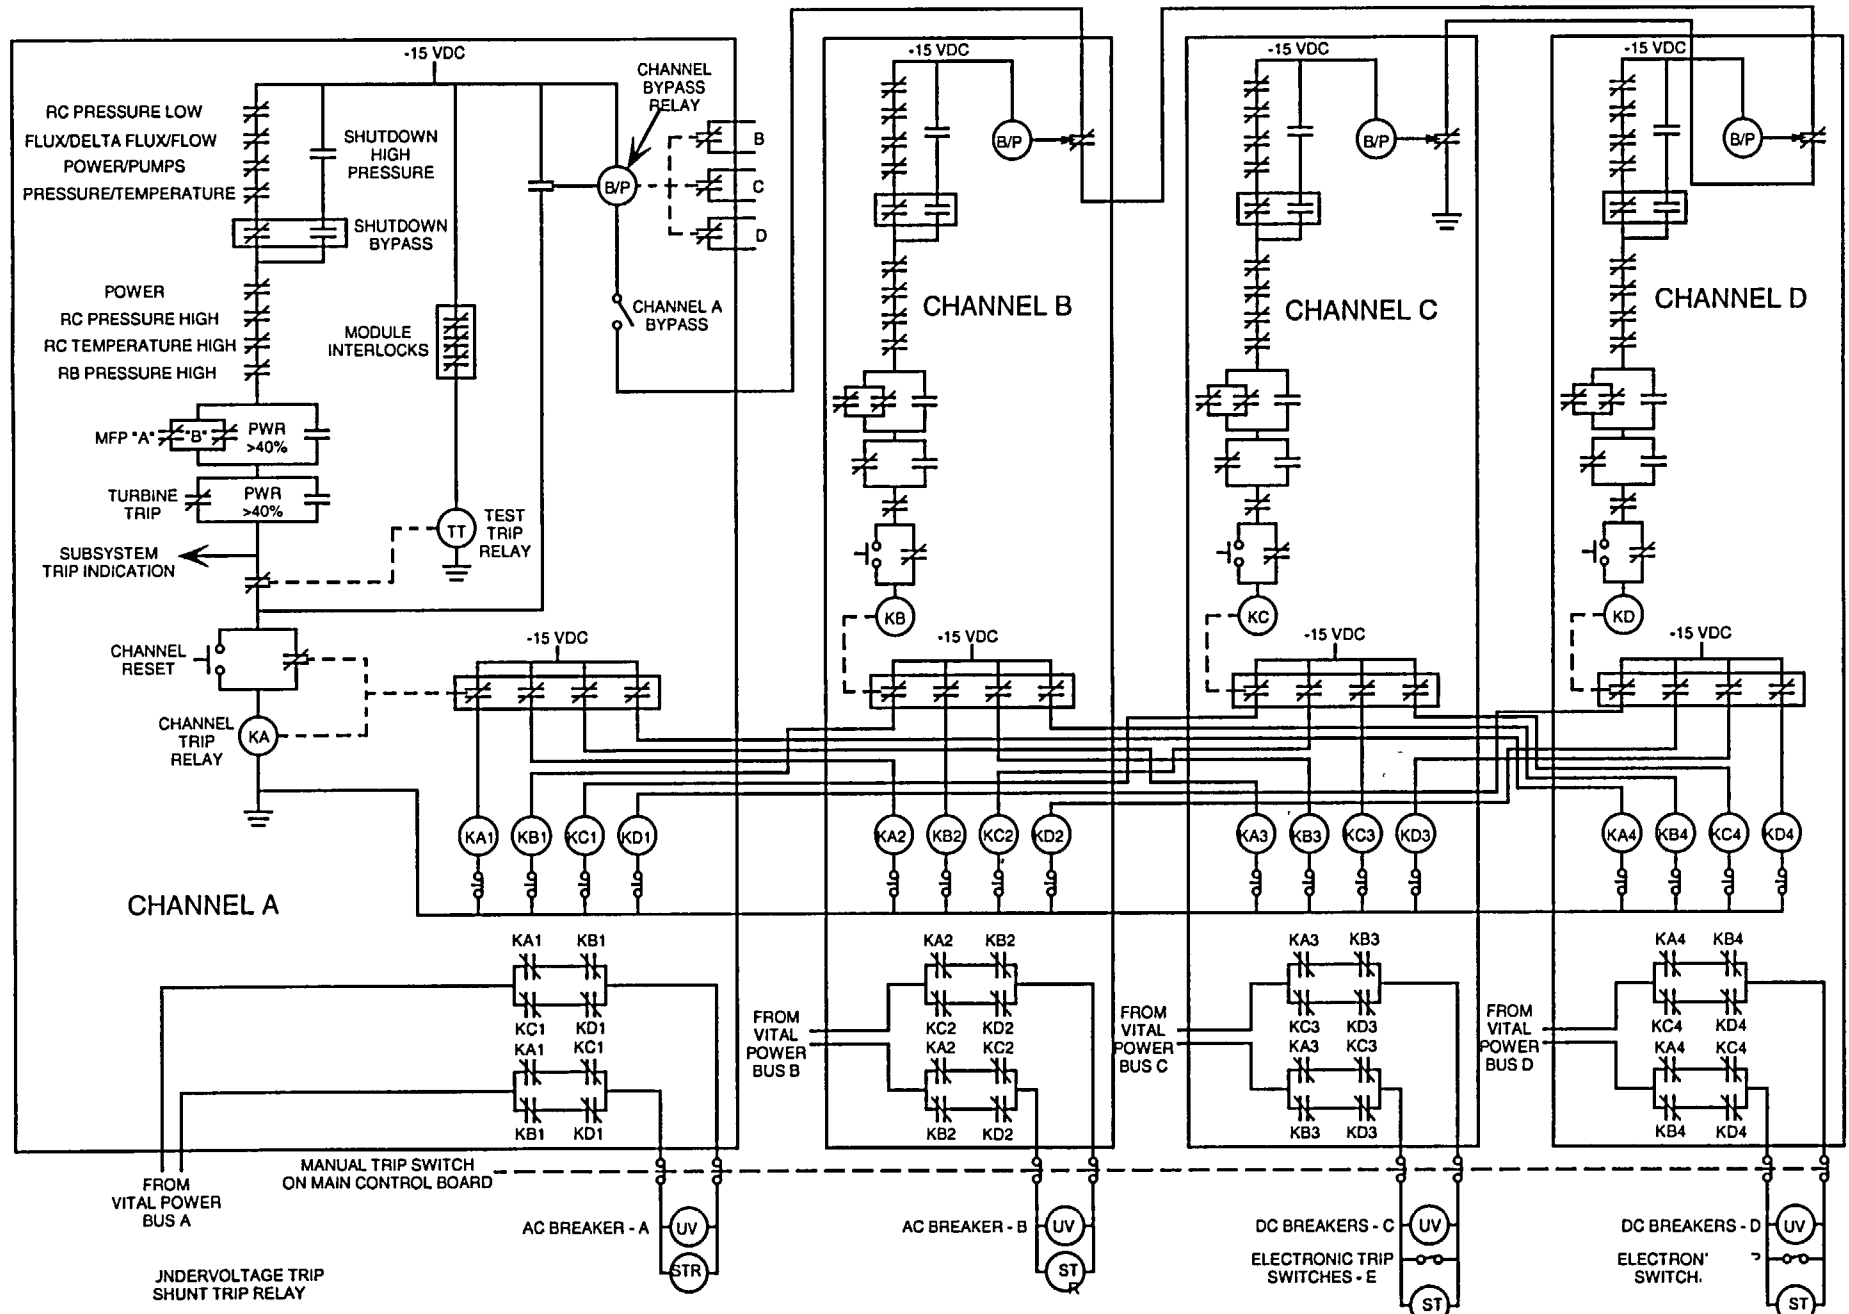 -15 VDC
CHANNEL
BYPASS
RELAY
-15 VDC
-15 VDC
-15 VDC
RC PRESSURE LOW
FLUX/DELTA FLUX/FLOW
POWER/PUMPS
PRESSURE/TEMPERATURE
SHUTDOWN
HIGH
PRESSURE
SHUTDOWN
BYPASS
B/P
B
C
D
B/P
B/P
B/P
POWER
RC PRESSURE HIGH
RC TEMPERATURE HIGH
RB PRESSURE HIGH
MODULE
INTERLOCKS
CHANNEL A
BYPASS
CHANNEL B
CHANNEL C
CHANNEL D
MFP "A"
"B"
PWR
>40%
TURBINE
TRIP
PWR
>40%
SUBSYSTEM
TRIP INDICATION
TT
TEST
TRIP
RELAY
CHANNEL
RESET
CHANNEL
TRIP
RELAY
KA
KB
KC
KD
-15 VDC
-15 VDC
-15 VDC
-15 VDC
KA1
KB1
KC1
KD1
KA2
KB2
KC2
KD2
KA3
KB3
KC3
KD3
KA4
KB4
KC4
KD4
CHANNEL A
KA1 KB1
KC1 KD1
KA1 KC1
KB1 KD1
FROM
VITAL
POWER
BUS B
KA2 KB2
KC2 KD2
KA2 KC2
KB2 KD2
FROM
VITAL
POWER
BUS C
KA3 KB3
KC3 KD3
KA3 KC3
KB3 KD3
FROM
VITAL
POWER
BUS D
KA4 KB4
KC4 KD4
KA4 KC4
KB4 KD4
FROM
VITAL POWER
BUS A
MANUAL TRIP SWITCH
ON MAIN CONTROL BOARD
AC BREAKER - A
UV
STR
AC BREAKER - B
UV
ST
R
DC BREAKERS - C
UV
ELECTRONIC TRIP
SWITCHES - E
ST
DC BREAKERS - D
UV
ELECTRON
SWITCH
ST
JNDERVOLTAGE TRIP
SHUNT TRIP RELAY